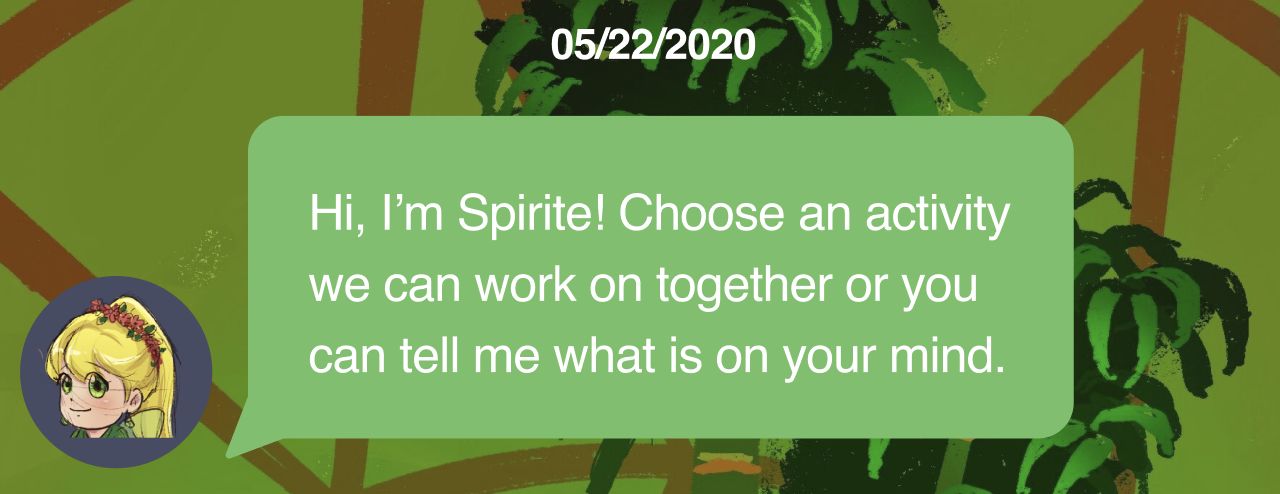 05/22/2020
Hi, I’m Spirite! Choose an activity
we can work on together or you
can tell me what is on your mind.